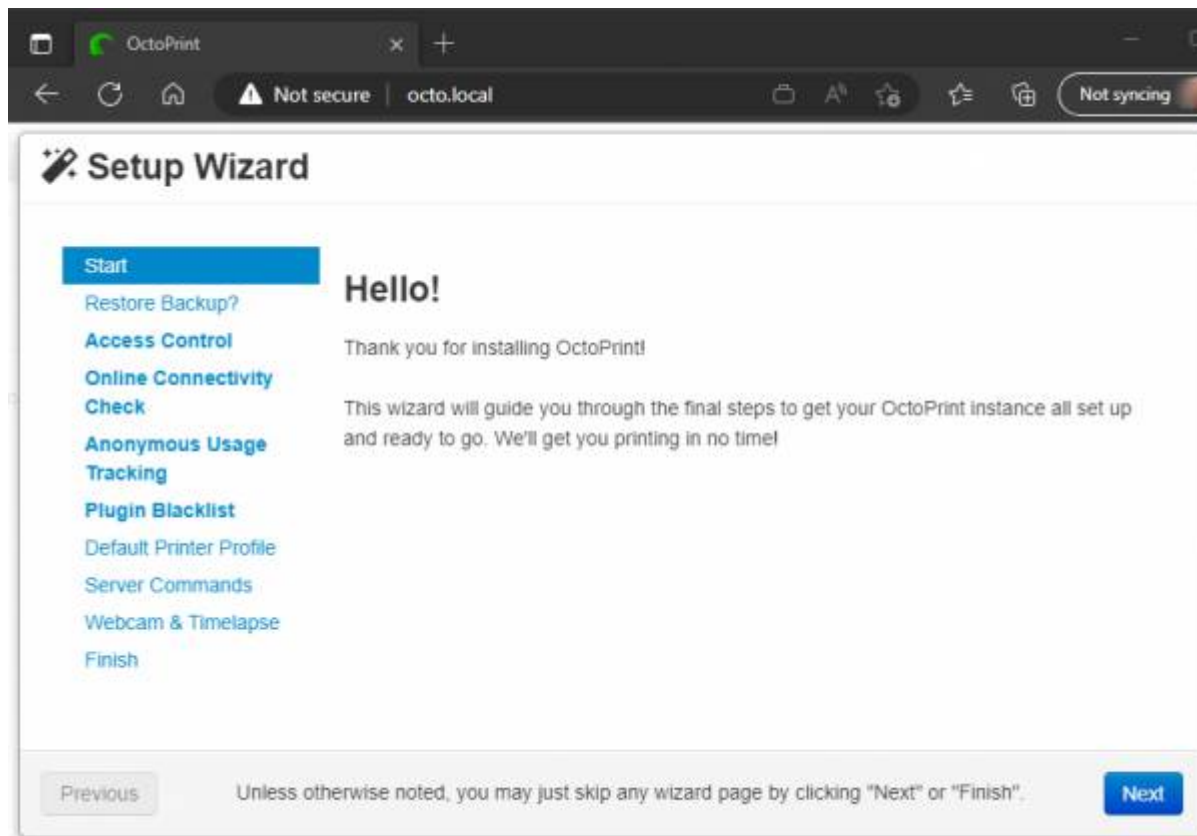 OctoPrint
Not secure octo.local
Not syncing
Setup Wizard
Start
Restore Backup?
Access Control
Online Connectivity
Check
Anonymous Usage
Tracking
Plugin Blacklist
Default Printer Profile
Server Commands
Webcam & Timelapse
Finish
Hello!
Thank you for installing OctoPrint!
This wizard will guide you through the final steps to get your OctoPrint instance all set up
and ready to go. We'll get you printing in no time!
Previous
Unless otherwise noted, you may just skip any wizard page by clicking "Next" or "Finish".
Next